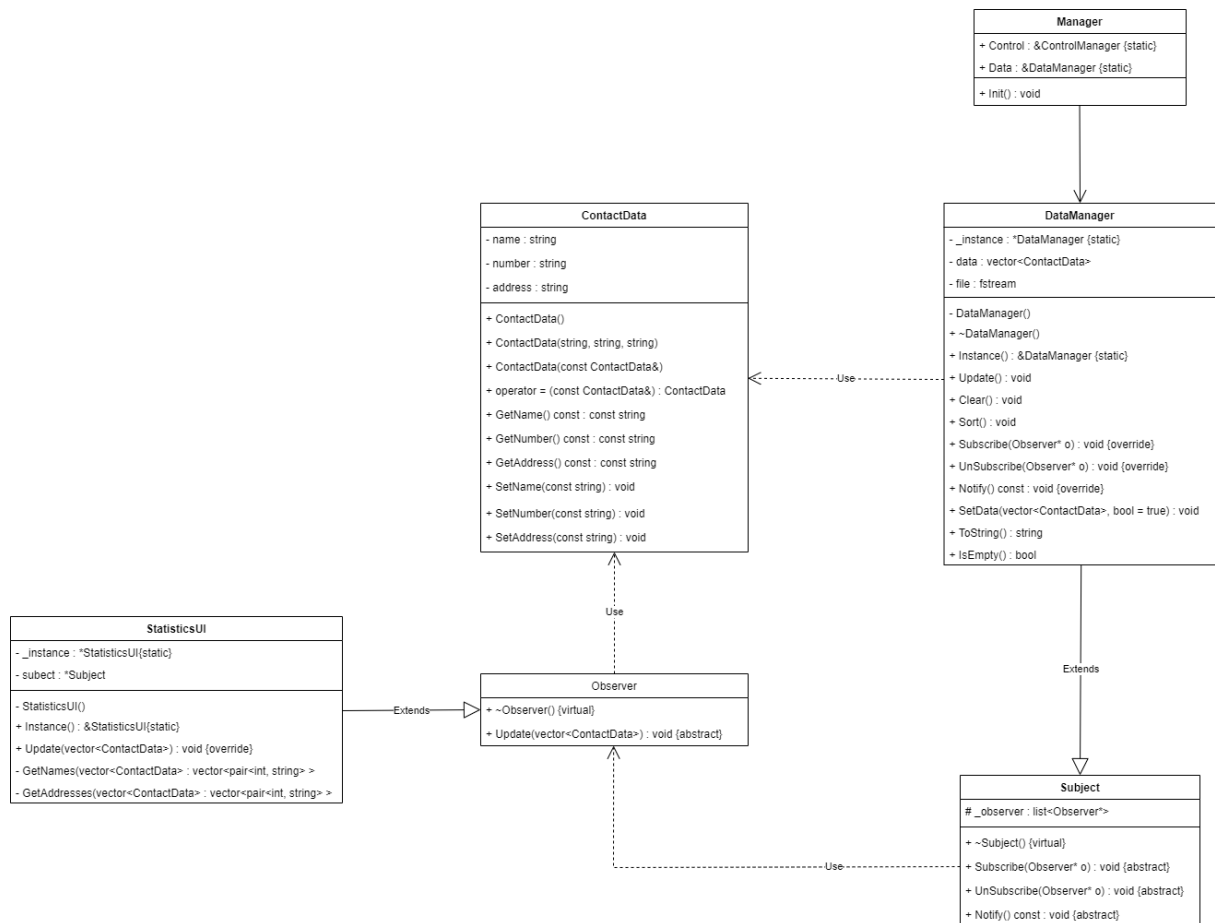 Manager
+ Control : &ControlManager {static}
+ Data : &DataManager {static}
+ Init() : void
ContactData
- name : string
- number : string
- address : string
+ ContactData()
+ ContactData(string, string, string)
+ ContactData(const ContactData&)
+ operator = (const ContactData&) : ContactData
+ GetName() const : const string
+ GetNumber() const : const string
+ GetAddress() const : const string
+ SetName(const string) : void
+ SetNumber(const string) : void
+ SetAddress(const string) : void
DataManager
- _instance : *DataManager {static}
- data : vector<ContactData>
- file : fstream
- DataManager()
+ ~DataManager()
+ Instance() : &DataManager {static}
+ Update() : void
+ Clear() : void
+ Sort() : void
+ Subscribe(Observer* o) : void {override}
+ UnSubscribe(Observer* o) : void {override}
+ Notify() const : void {override}
+ SetData(vector<ContactData>, bool = true) : void
+ ToString() : string
+ IsEmpty() : bool
Use
Use
Extends
StatisticsUI
- _instance : *StatisticsUI{static}
- subect : *Subject
- StatisticsUI()
+ Instance() : &StatisticsUI{static}
+ Update(vector<ContactData>) : void {override}
- GetNames(vector<ContactData> : vector<pair<int, string> >
- GetAddresses(vector<ContactData> : vector<pair<int, string> >
Extends
Observer
+ ~Observer() {virtual}
+ Update(vector<ContactData>) : void {abstract}
Use
Subject
# _observer : list<Observer*>
+ ~Subject() {virtual}
+ Subscribe(Observer* o) : void {abstract}
+ UnSubscribe(Observer* o) : void {abstract}
+ Notify() const : void {abstract}